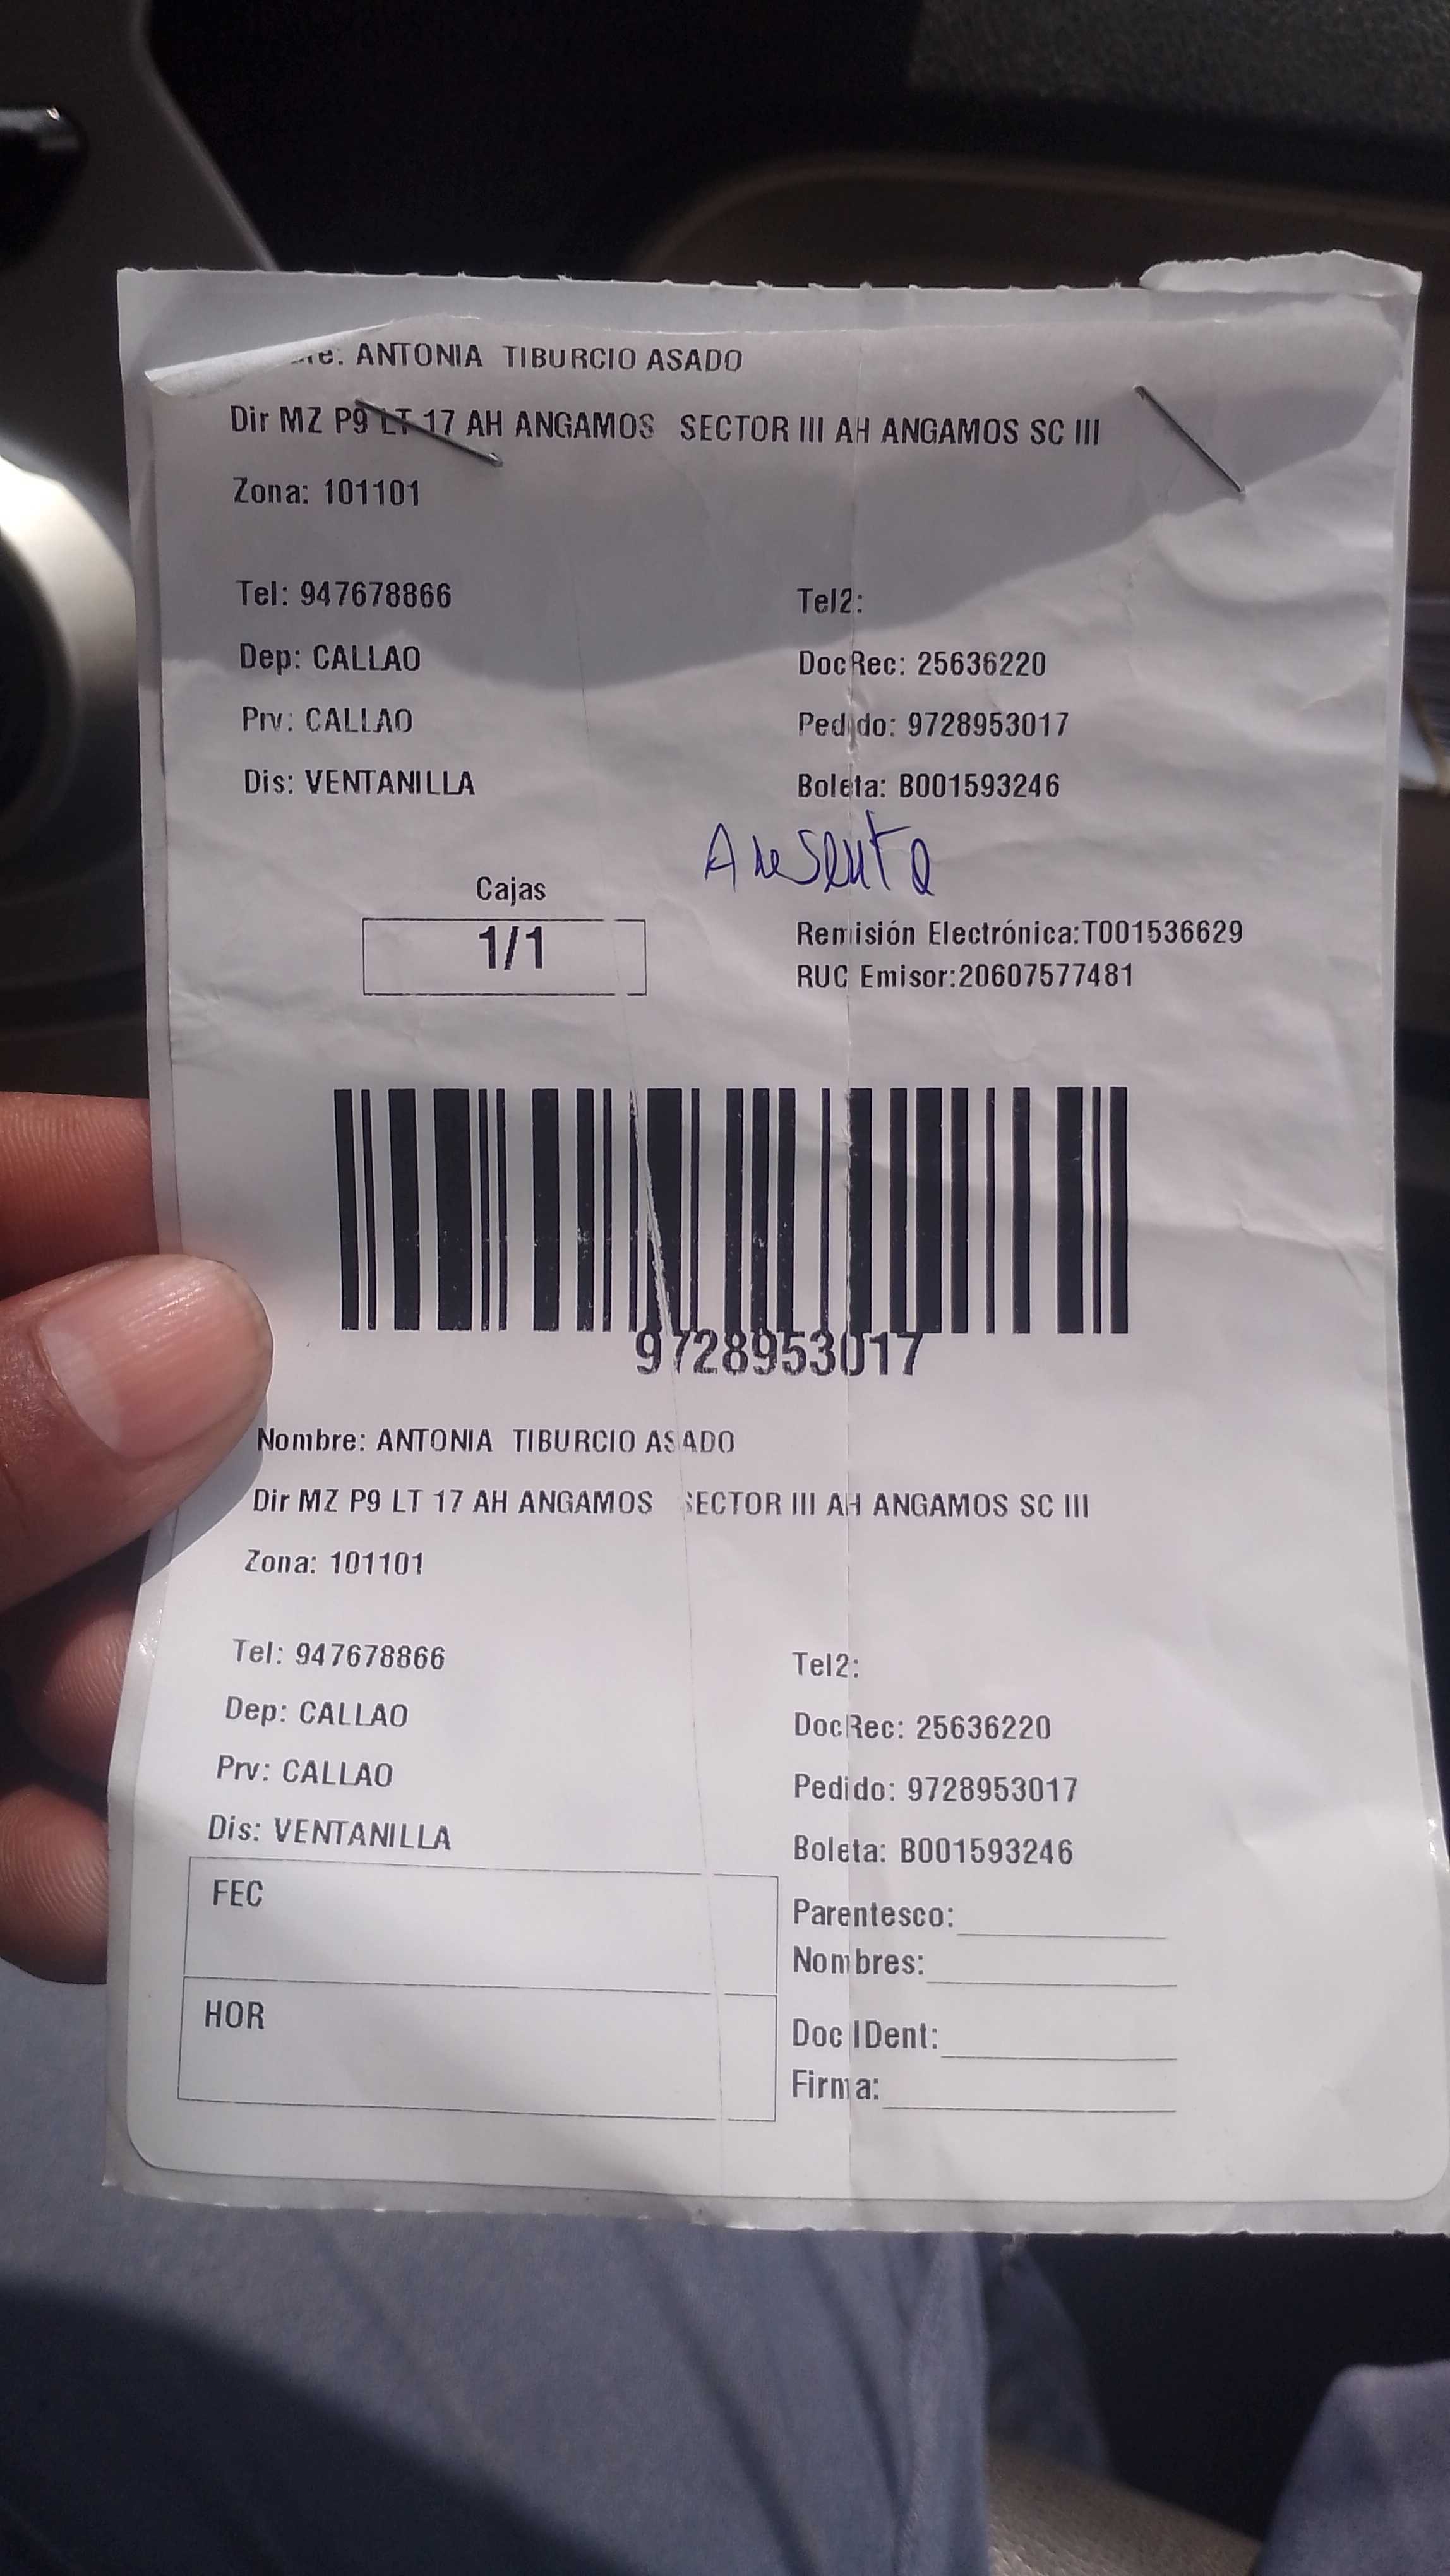 re: ANTONIA TIBURCIO ASADO
Dir MZ P9 LT 17 AH ANGAMOS SECTOR III AH ANGAMOS SC III
Zona: 101101
Tel: 947678866 Tel2:
Dep: CALLAO DocRec: 25636220
Prv: CALLAO Pedido: 9728953017
Dis: VENTANILLA Boleta: B001593246
Cajas
1/1
Remisión Electrónica:T001536629
RUC Emisor:20607577481
9728953017
Nombre: ANTONIA TIBURCIO ASADO
Dir MZ P9 LT 17 AH ANGAMOS SECTOR III AH ANGAMOS SC III
Zona: 101101
Tel: 947678866 Tel2:
Dep: CALLAO DocRec: 25636220
Prv: CALLAO Pedido: 9728953017
Dis: VENTANILLA Boleta: B001593246
FEC Parentesco:
Nombres:
HOR Doc IDent:
Firma: